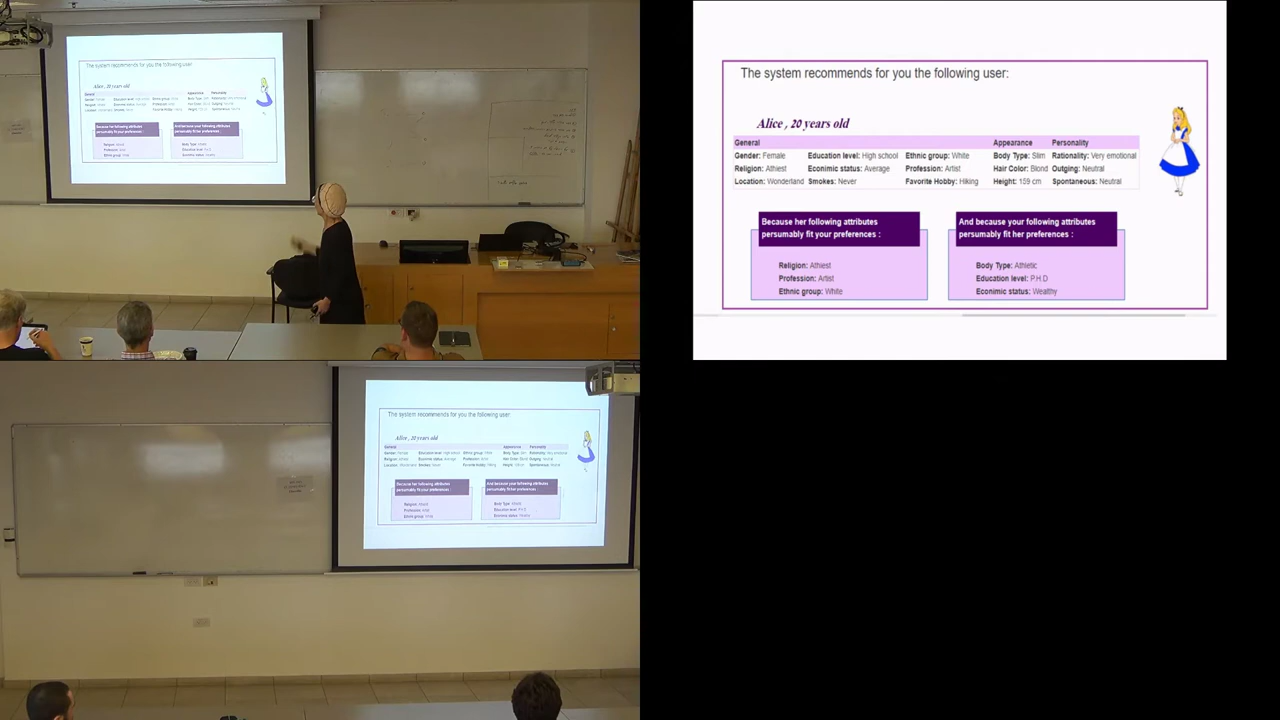 The system recommends for you the following user:
Alice , 20 years old
General Appearance Personality
Gender: Female Education level: High school Ethnic group: White Body Type: Slim Rationality: Very emotional
Religion: Athiest Econimic status: Average Profession: Artist Hair Color: Blond Outging: Neutral
Location: Wonderland Smokes: Never Favorite Hobby: Hiking Height: 159 cm Spontaneous: Neutral
Because her following attributes
persumably fit your preferences :
Religion: Athiest
Profession: Artist
Ethnic group: White
And because your following attributes
persumably fit her preferences :
Body Type: Athletic
Education level: P.H.D
Econimic status: Wealthy